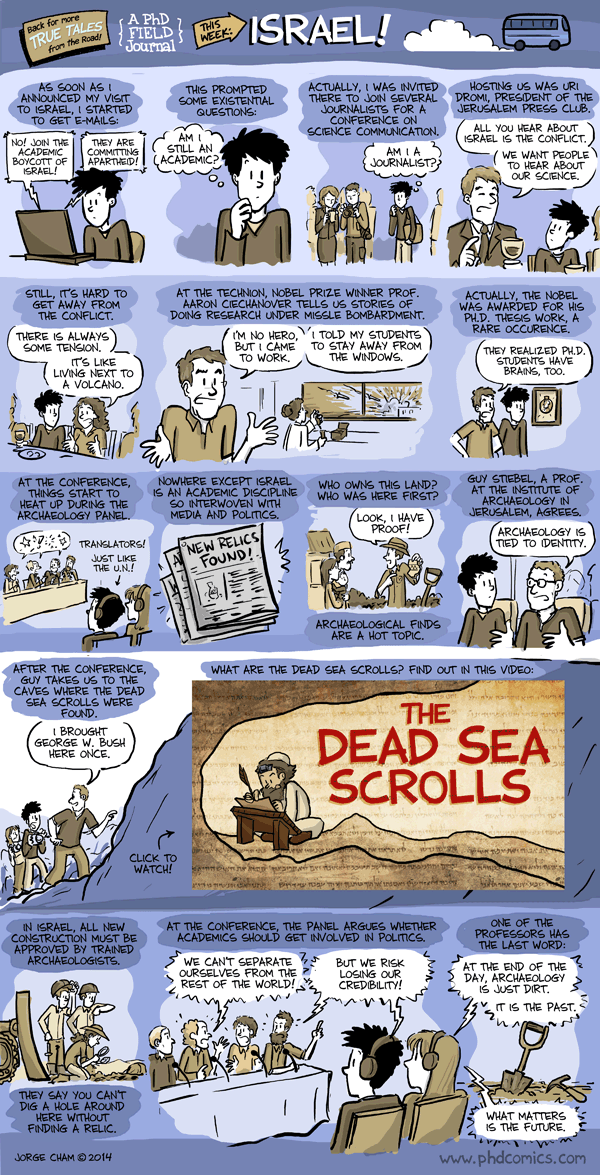 Back for more
TRUE TALES
from the Road!
{A PhD
FIELD
Journal}
THIS
WEEK:
ISRAEL!
AS SOON AS I
ANNOUNCED MY VISIT
TO ISRAEL, I STARTED
TO GET E-MAILS:
NO! JOIN THE
ACADEMIC
BOYCOTT OF
ISRAEL!
THEY ARE
COMMITTING
APARTHEID!
THIS PROMPTED
SOME EXISTENTIAL
QUESTIONS:
AM I
STILL AN
ACADEMIC?
ACTUALLY, I WAS INVITED
THERE TO JOIN SEVERAL
JOURNALISTS FOR A
CONFERENCE ON
SCIENCE COMMUNICATION.
AM I A
JOURNALIST?
HOSTING US WAS URI
DROMI, PRESIDENT OF THE
JERUSALEM PRESS CLUB.
ALL YOU HEAR ABOUT
ISRAEL IS THE CONFLICT.
WE WANT PEOPLE
TO HEAR ABOUT
OUR SCIENCE.
STILL, IT'S HARD TO
GET AWAY FROM
THE CONFLICT.
THERE IS ALWAYS
SOME TENSION.
IT'S LIKE
LIVING NEXT TO
A VOLCANO.
AT THE TECHNION, NOBEL PRIZE WINNER PROF.
AARON CIECHANOVER TELLS US STORIES OF
DOING RESEARCH UNDER MISSLE BOMBARDMENT.
I'M NO HERO,
BUT I CAME
TO WORK.
I TOLD MY STUDENTS
TO STAY AWAY FROM
THE WINDOWS.
ACTUALLY, THE NOBEL
WAS AWARDED FOR HIS
PH.D. THESIS WORK, A
RARE OCCURENCE.
THEY REALIZED PH.D.
STUDENTS HAVE
BRAINS, TOO.
AT THE CONFERENCE,
THINGS START TO
HEAT UP DURING THE
ARCHAEOLOGY PANEL.
TRANSLATORS!
JUST LIKE
THE U.N.!
NOWHERE EXCEPT ISRAEL
IS AN ACADEMIC DISCIPLINE
SO INTERWOVEN WITH
MEDIA AND POLITICS.
NEW RELICS
FOUND!
WHO OWNS THIS LAND?
WHO WAS HERE FIRST?
LOOK, I HAVE
PROOF!
ARCHAEOLOGICAL FINDS
ARE A HOT TOPIC.
GUY STIEBEL, A PROF.
AT THE INSTITUTE OF
ARCHAEOLOGY IN
JERUSALEM, AGREES.
ARCHAEOLOGY IS
TIED TO IDENTITY.
AFTER THE CONFERENCE,
GUY TAKES US TO THE
CAVES WHERE THE DEAD
SEA SCROLLS WERE
FOUND.
I BROUGHT
GEORGE W. BUSH
HERE ONCE.
CLICK TO
WATCH!
WHAT ARE THE DEAD SEA SCROLLS? FIND OUT IN THIS VIDEO:
THE
DEAD SEA
SCROLLS
IN ISRAEL, ALL NEW
CONSTRUCTION MUST BE
APPROVED BY TRAINED
ARCHAEOLOGISTS.
THEY SAY YOU CAN'T
DIG A HOLE AROUND
HERE WITHOUT
FINDING A RELIC.
AT THE CONFERENCE, THE PANEL ARGUES WHETHER
ACADEMICS SHOULD GET INVOLVED IN POLITICS.
WE CAN'T SEPARATE
OURSELVES FROM THE
REST OF THE WORLD!
BUT WE RISK
LOSING OUR
CREDIBILITY!
ONE OF THE
PROFESSORS HAS
THE LAST WORD:
AT THE END OF THE
DAY, ARCHAEOLOGY
IS JUST DIRT.
IT IS THE PAST.
WHAT MATTERS
IS THE FUTURE.
JORGE CHAM © 2014
www.phdcomics.com